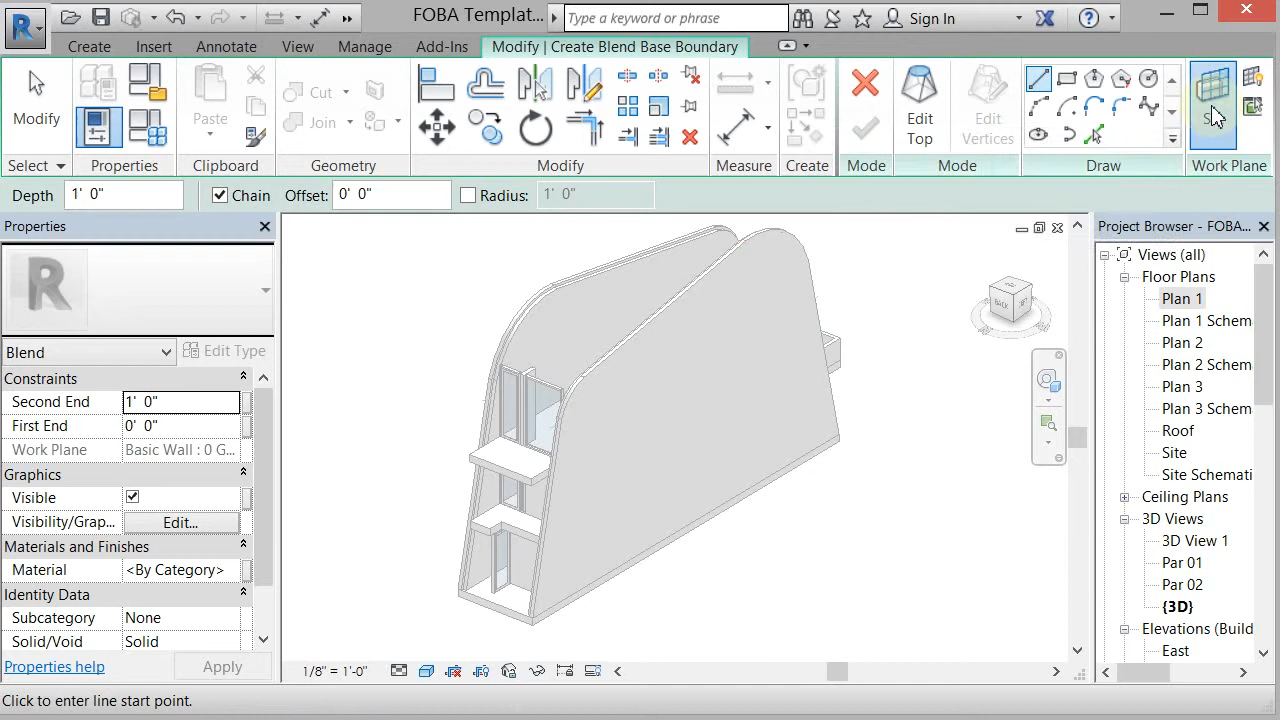 FOBA Templat...
Type a keyword or phrase
Sign In
Create
Insert
Annotate
View
Manage
Add-Ins
Modify | Create Blend Base Boundary
Modify
Paste
Cut
Join
Edit Top
Edit Vertices
Select
Properties
Clipboard
Geometry
Modify
Measure
Create
Mode
Mode
Draw
Work Plane
Depth
1' 0"
Chain
Offset:
0' 0"
Radius:
1' 0"
Properties
Blend
Edit Type
Constraints
Second End
1' 0"
First End
0' 0"
Work Plane
Basic Wall : 0 G...
Graphics
Visible
Visibility/Grap...
Edit...
Materials and Finishes
Material
<By Category>
Identity Data
Subcategory
None
Solid/Void
Solid
Properties help
Apply
BACK
1/8" = 1'-0"
Project Browser - FOBA...
Views (all)
Floor Plans
Plan 1
Plan 1 Schem
Plan 2
Plan 2 Schem
Plan 3
Plan 3 Schem
Roof
Site
Site Schemati
Ceiling Plans
3D Views
3D View 1
Par 01
Par 02
{3D}
Elevations (Build
East
Click to enter line start point.